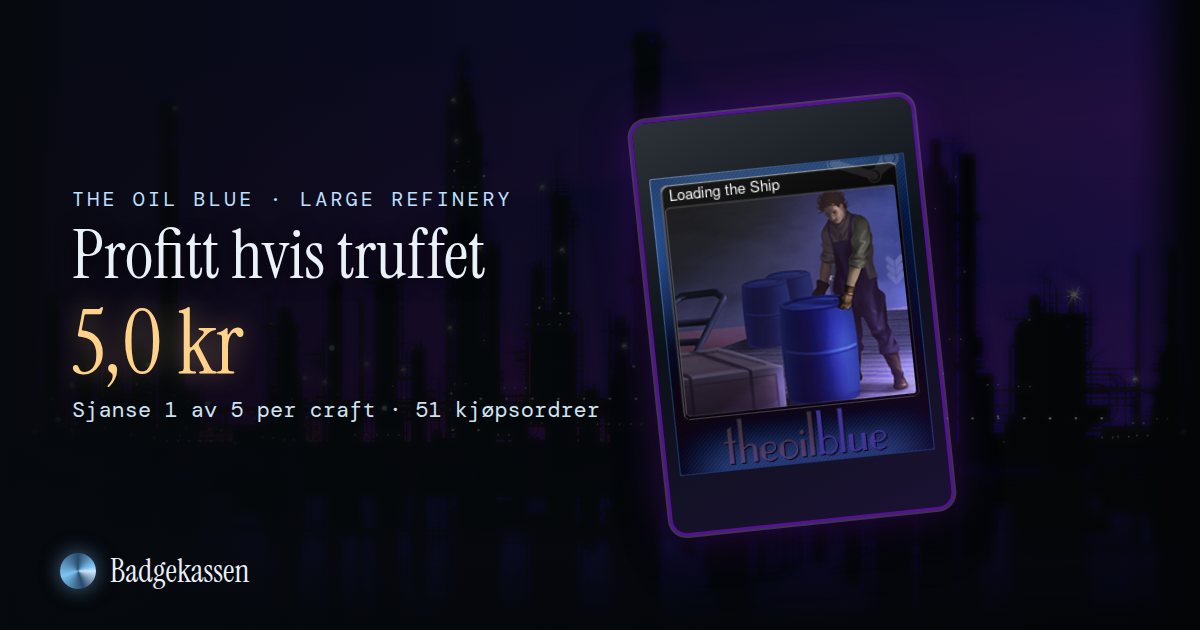 THE OIL BLUE · LARGE REFINERY
Profitt hvis truffet
5,0 kr
Sjanse 1 av 5 per craft · 51 kjøpsordrer
Loading the Ship
theoilblue
Badgekassen